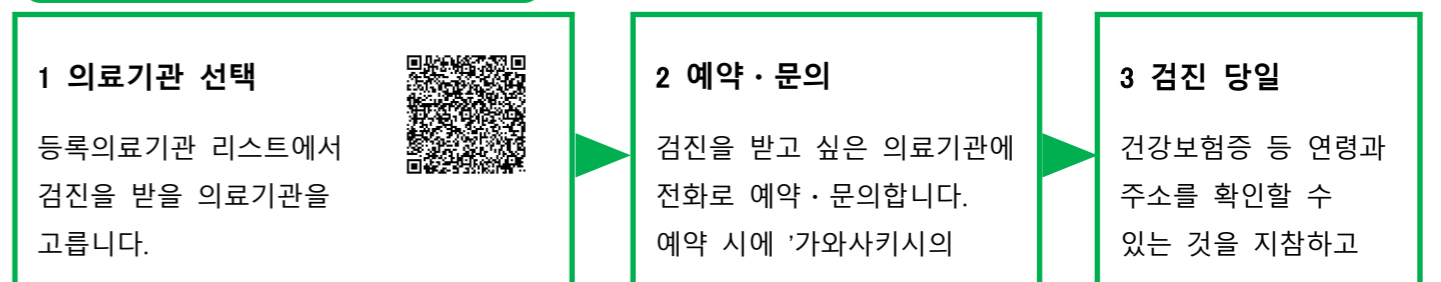 1 의료기관 선택
등록의료기관 리스트에서
검진을 받을 의료기관을
고릅니다.
2 예약・문의
검진을 받고 싶은 의료기관에
전화로 예약・문의합니다.
예약 시에 '가와사키시의
3 검진 당일
건강보험증 등 연령과
주소를 확인할 수
있는 것을 지참하고